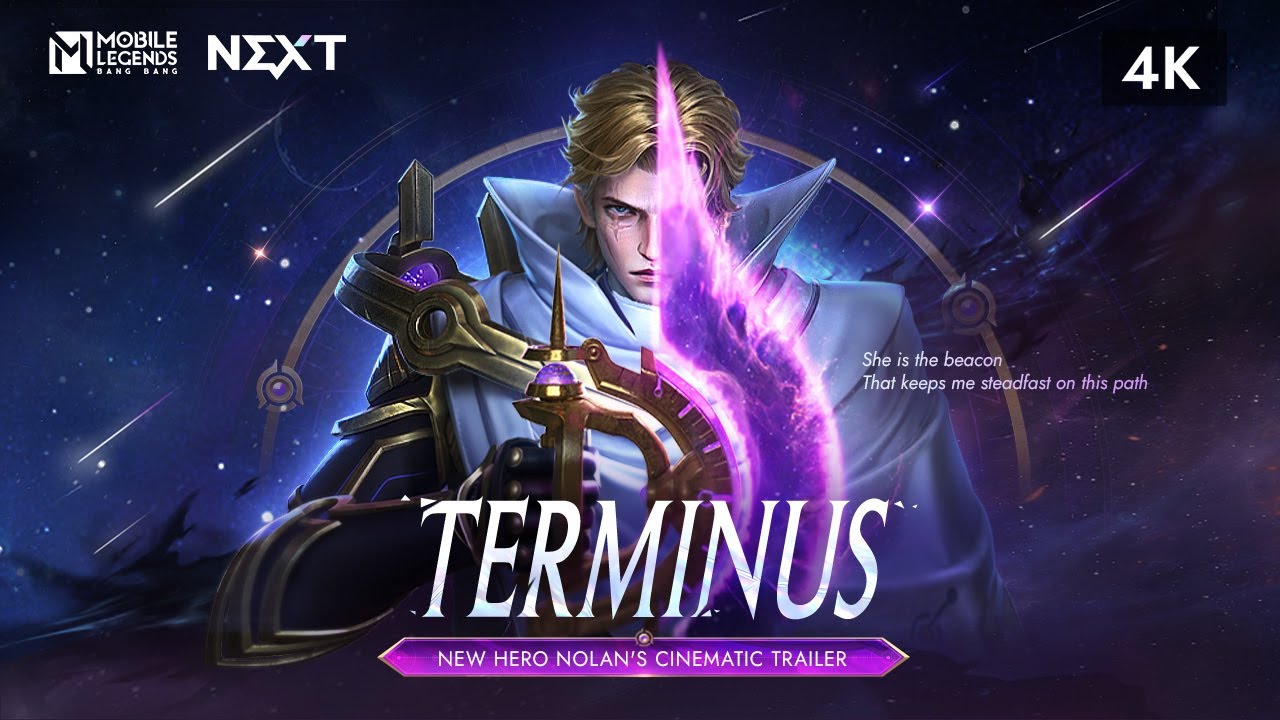 MOBILE
LEGENDS
BANG BANG
NEXT
4K
She is the beacon
That keeps me steadfast on this path
TERMINUS
NEW HERO NOLAN'S CINEMATIC TRAILER